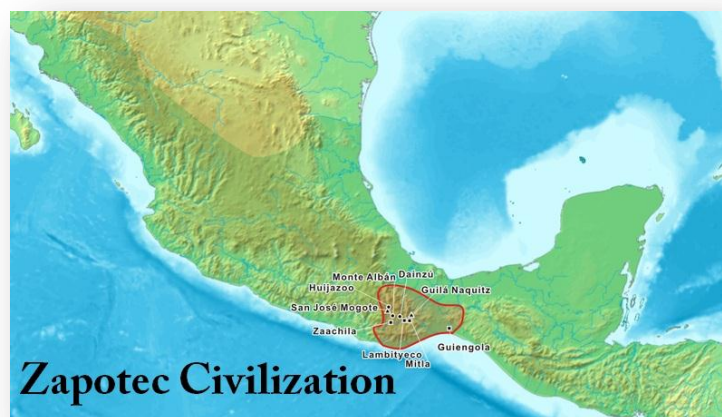 Monte Albán Dainzú
Huijazoo
Guilá Naquitz
San José Mogote
Zaachila
Guiengola
Lambityeco
Mitla
Zapotec Civilization